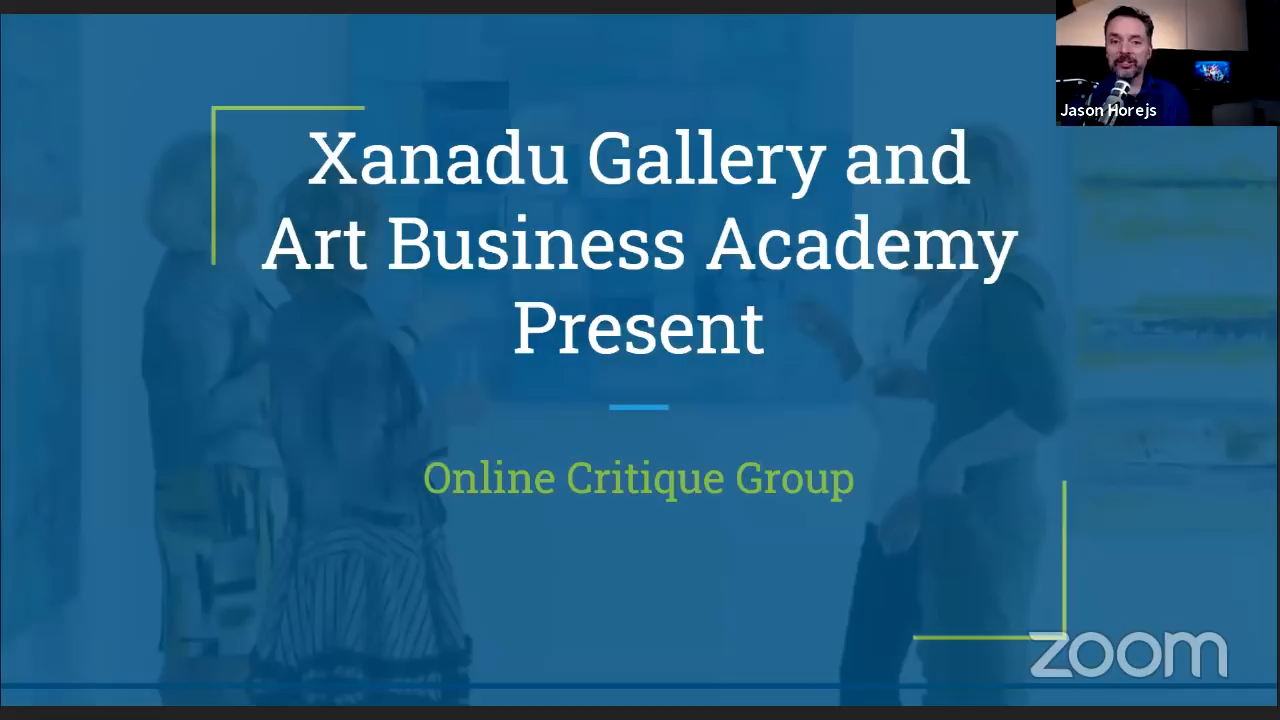 Jason Horejs
Xanadu Gallery and
Art Business Academy
Present
Online Critique Group
zoom